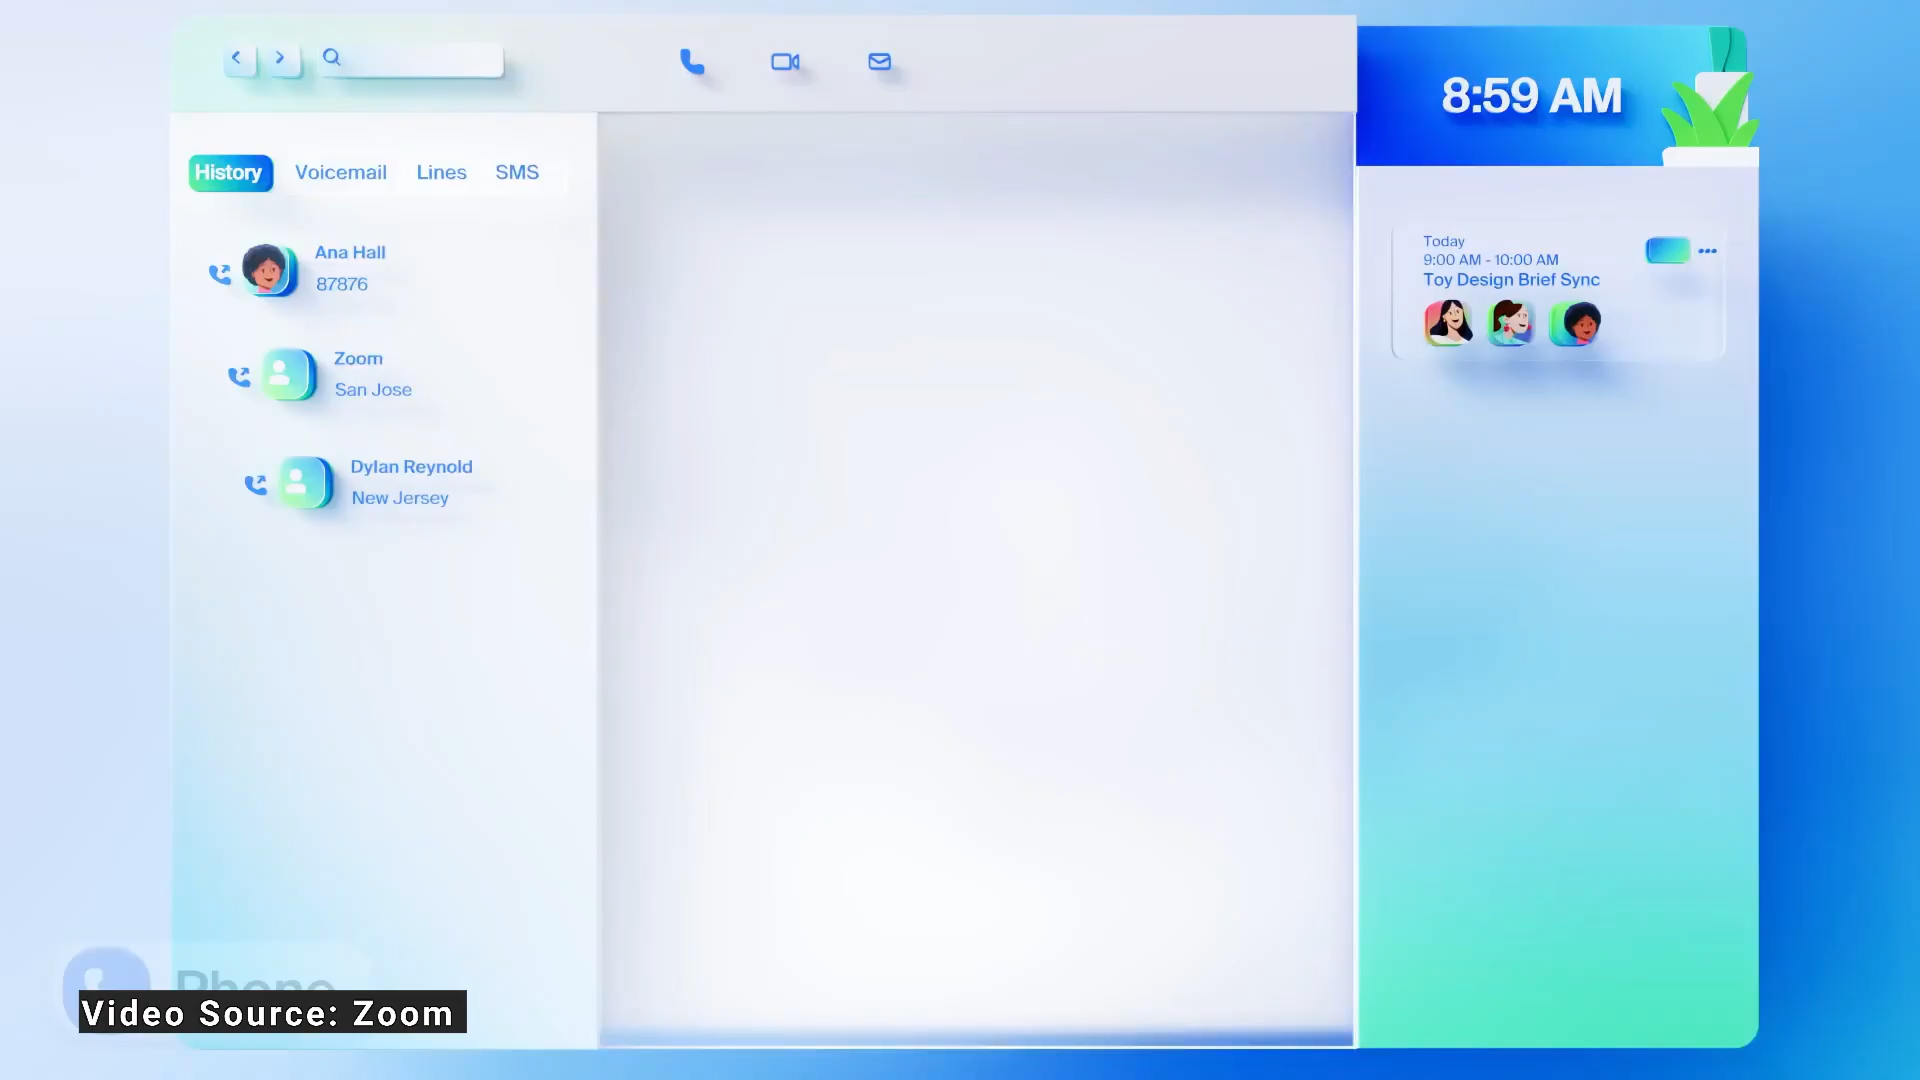 8:59 AM
History Voicemail Lines SMS
Ana Hall
87876
Zoom
San Jose
Dylan Reynold
New Jersey
Today
9:00 AM - 10:00 AM
Toy Design Brief Sync
Phone
Video Source: Zoom